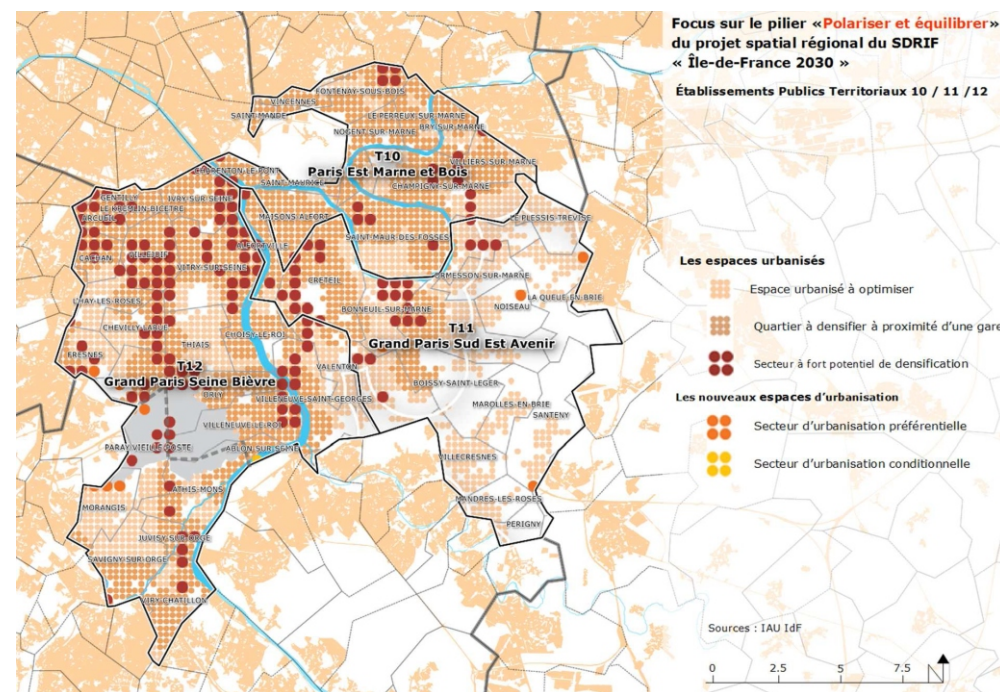 Focus sur le pilier «Polariser et équilibrer»
du projet spatial régional du SDRIF
« Île-de-France 2030 »
Établissements Publics Territoriaux 10 / 11 /12
FONTENAY-SOUS-BOIS
VINCENNES
SAINT-MANDE
LE-PERREUX-SUR-MARNE
BRY-SUR-MARNE
NOGENT-SUR-MARNE
T10
Paris Est Marne et Bois
VILLIERS-SUR-MARNE
CHARENTON-LE-PONT
SAINT-MAURICE
CHAMPIGNY-SUR-MARNE
GENTILLY
IVRY-SUR-SEINE
LE-KREMLIN-BICETRE
ARCUEIL
MAISONS-ALFORT
LE-PLESSIS-TREVISE
SAINT-MAUR-DES-FOSSES
ALFORTVILLE
CACHAN
VILLEJUIF
VITRY-SUR-SEINE
CRETEIL
ORMESSON-SUR-MARNE
L'HAY-LES-ROSES
BONNEUIL-SUR-MARNE
NOISEAU
LA QUEUE-EN-BRIE
CHEVILLY-LARUE
CHOISY-LE-ROI
THIAIS
T11
Grand Paris Sud Est Avenir
FRESNES
T12
Grand Paris Seine Bièvre
VALENTON
BOISSY-SAINT-LEGER
ORLY
VILLENEUVE-SAINT-GEORGES
MAROLLES-EN-BRIE
SANTENY
VILLENEUVE-LE-ROI
PARAY-VIEILLE-POSTE
ABLON-SUR-SEINE
VILLECRESNES
ATHIS-MONS
MANDRES-LES-ROSES
MORANGIS
PERIGNY
JUVISY-SUR-ORGE
SAVIGNY-SUR-ORGE
VIRY-CHATILLON
Les espaces urbanisés
Espace urbanisé à optimiser
Quartier à densifier à proximité d'une gare
Secteur à fort potentiel de densification
Les nouveaux espaces d'urbanisation
Secteur d'urbanisation préférentielle
Secteur d'urbanisation conditionnelle
Sources : IAU IdF
0 2.5 5 7.5
N